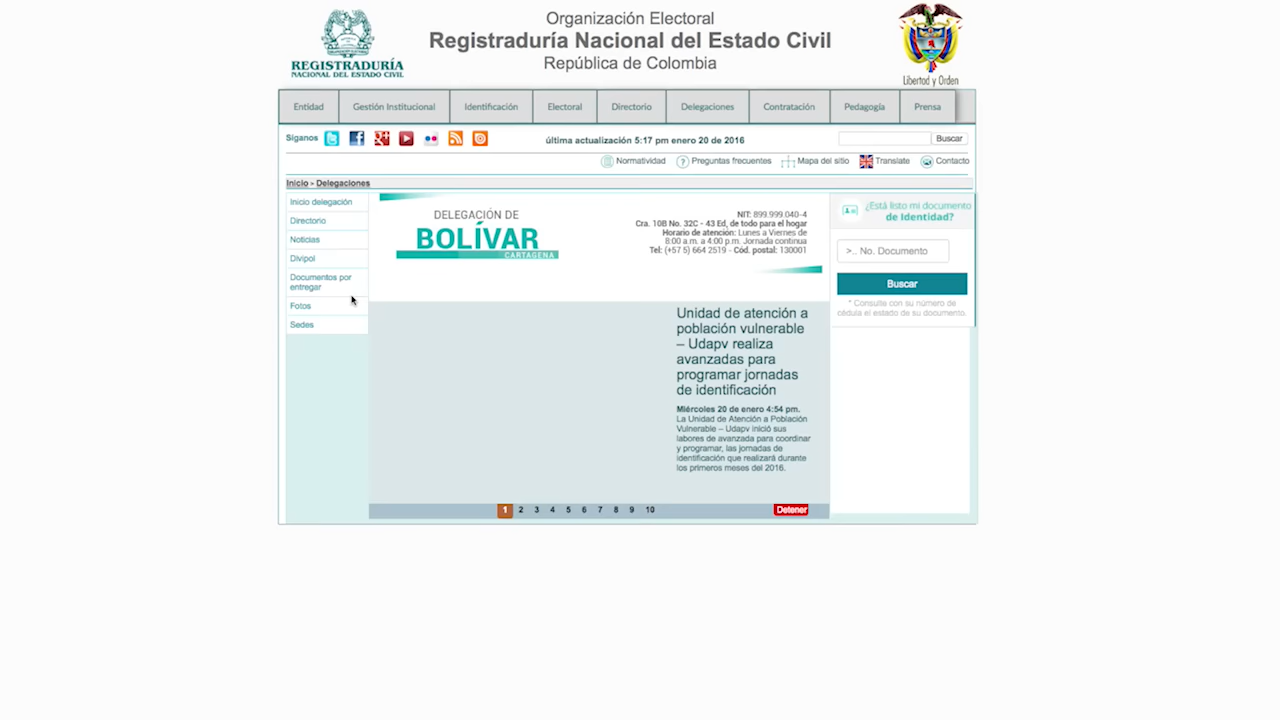 Organización Electoral
Registraduría Nacional del Estado Civil
República de Colombia
REGISTRADURÍA
NACIONAL DEL ESTADO CIVIL
Libertad y Orden
Entidad Gestión Institucional Identificación Electoral Directorio Delegaciones Contratación Pedagogía Prensa
Síganos
última actualización 5:17 pm enero 20 de 2016
Buscar
Normatividad Preguntas frecuentes Mapa del sitio Translate Contacto
Inicio > Delegaciones
Inicio delegación
Directorio
Noticias
Divipol
Documentos por
entregar
Fotos
Sedes
DELEGACIÓN DE
BOLÍVAR
CARTAGENA
NIT: 899.999.040-4
Cra. 10B No. 32C - 43 Ed, de todo para el hogar
Horario de atención: Lunes a Viernes de
8:00 a.m. a 4:00 p.m. Jornada continua
Tel: (+57 5) 664 2519 - Cód. postal: 130001
Unidad de atención a
población vulnerable
– Udapv realiza
avanzadas para
programar jornadas
de identificación
Miércoles 20 de enero 4:54 pm.
La Unidad de Atención a Población
Vulnerable – Udapv inició sus
labores de avanzada para coordinar
y programar, las jornadas de
identificación que realizará durante
los primeros meses del 2016.
1 2 3 4 5 6 7 8 9 10
Detener
¿Está listo mi documento
de Identidad?
>.. No. Documento
Buscar
* Consulte con su número de
cédula el estado de su documento.